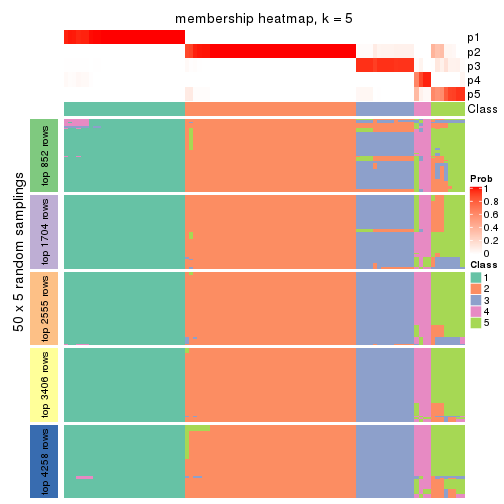 membership heatmap, k = 5
p1
p2
p3
p4
p5
Class
50 x 5 random samplings
top 852 rows
top 1704 rows
top 2555 rows
top 3406 rows
top 4258 rows
Prob
1
0.8
0.6
0.4
0.2
0
Class
1
2
3
4
5